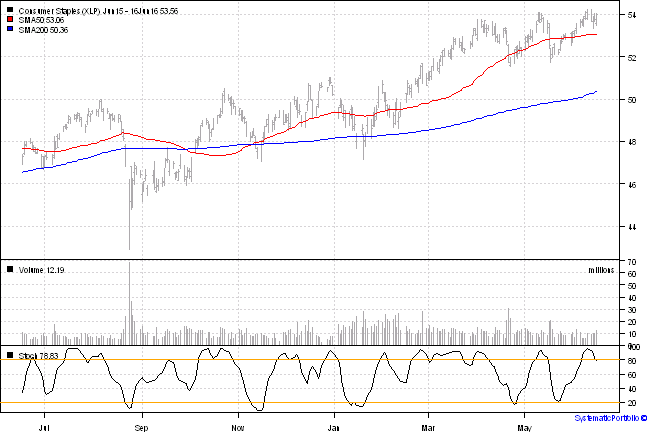 Consumer Staples (XLP) Jun15 - 16Jun16 53.56
SMA50 53.06
SMA200 50.36
54
52
50
48
46
44
Volume 12.19
millions
70
60
50
40
30
20
10
0
Stoch 78.83
100
80
60
40
20
Jul
Sep
Nov
Jan
Mar
May
SystematicPortfolio ©